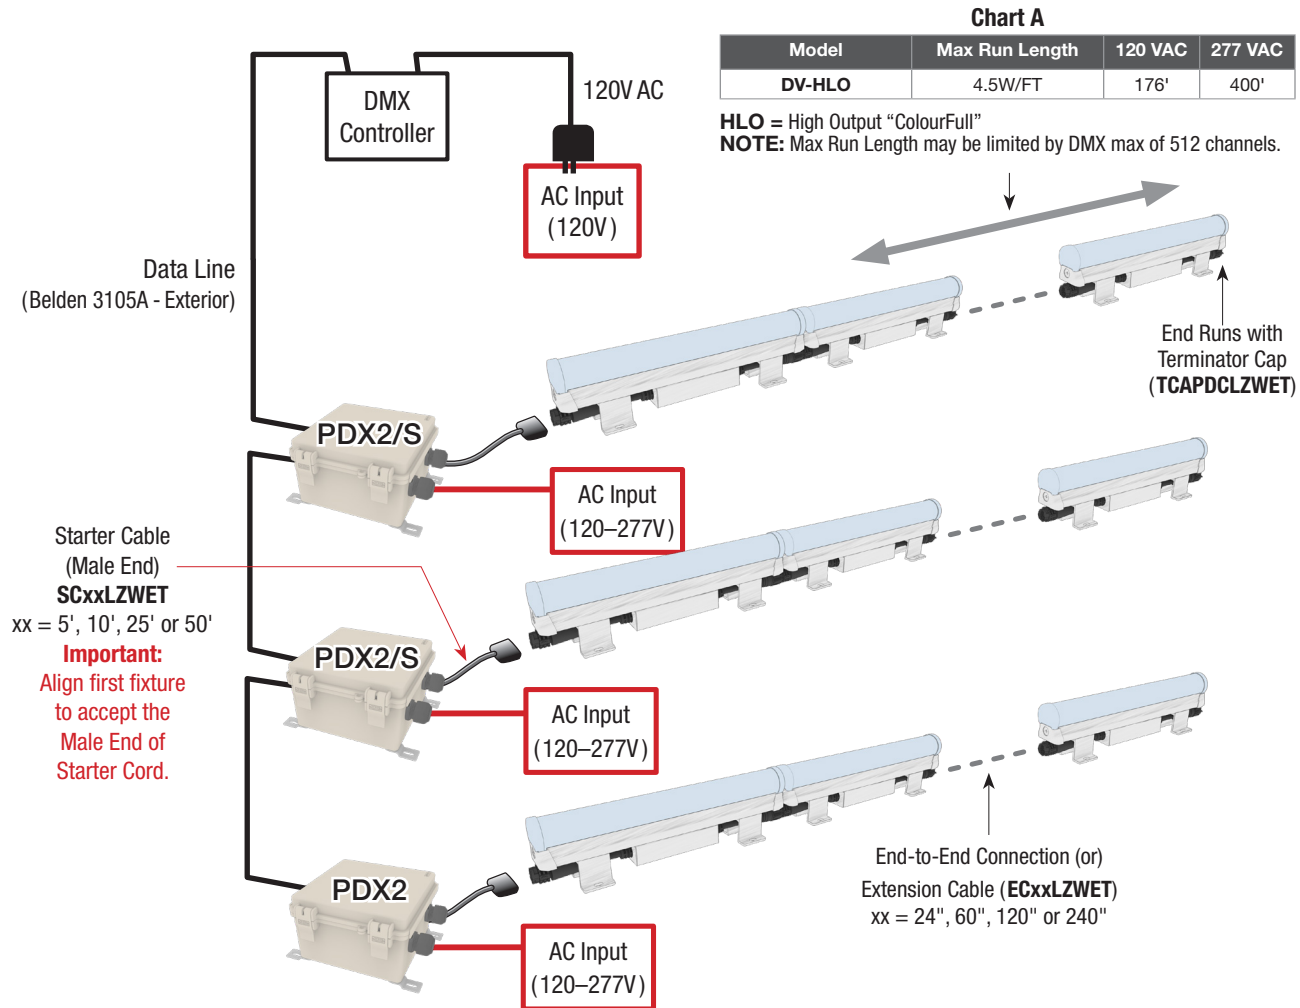 Chart A
Model Max Run Length 120 VAC 277 VAC
DV-HLO 4.5W/FT 176' 400'
HLO = High Output “ColourFull”
NOTE: Max Run Length may be limited by DMX max of 512 channels.
DMX
Controller
120V AC
AC Input
(120V)
Data Line
(Belden 3105A - Exterior)
End Runs with
Terminator Cap
(TCAPDCLZWET)
PDX2/S
AC Input
(120–277V)
Starter Cable
(Male End)
SCxxLZWET
xx = 5', 10', 25' or 50'
Important:
Align first fixture
to accept the
Male End of
Starter Cord.
PDX2/S
AC Input
(120–277V)
PDX2
AC Input
(120–277V)
End-to-End Connection (or)
Extension Cable (ECxxLZWET)
xx = 24", 60", 120" or 240"